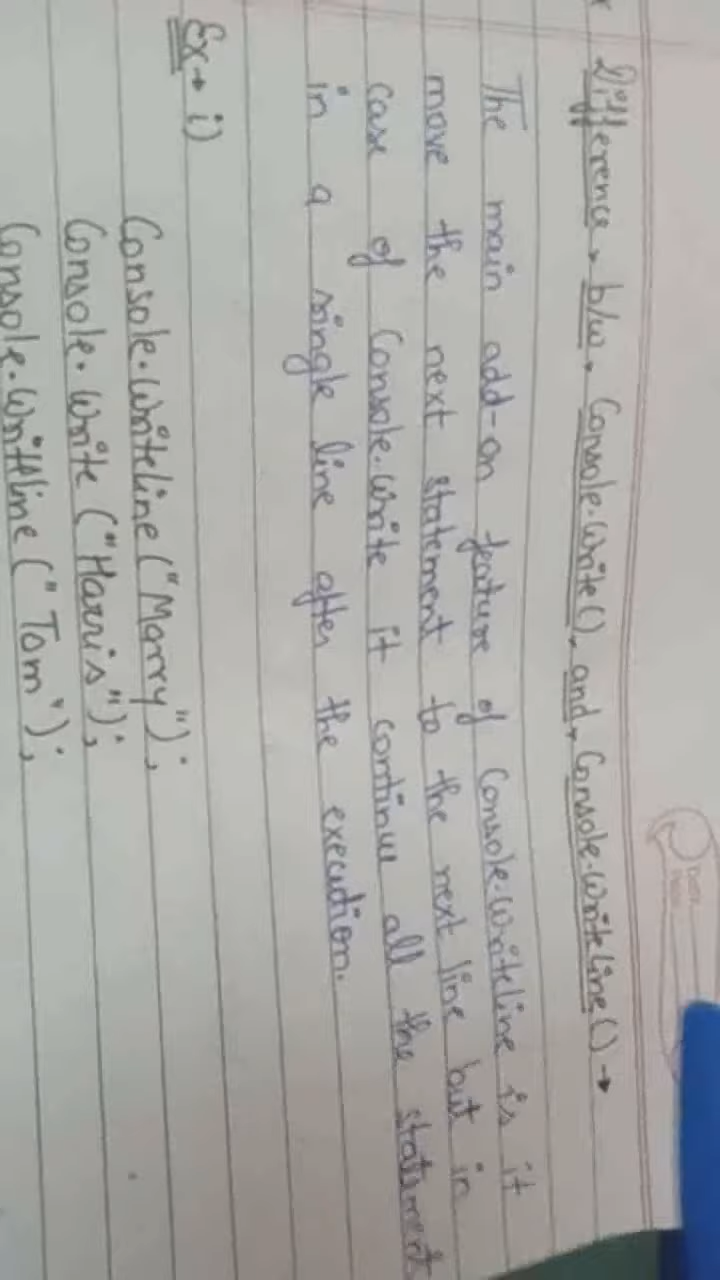 Difference b/w Console.Write() and Console.Writeline() →
The main add-on feature of Console.Writeline is it
move the next statement to the next line but in
case of Console.Write it continue all the statement
in a single line after the execution.
Ex → i)
Console.Writeline ("Marry");
Console.Write ("Harris");
Console.Writeline ("Tom");